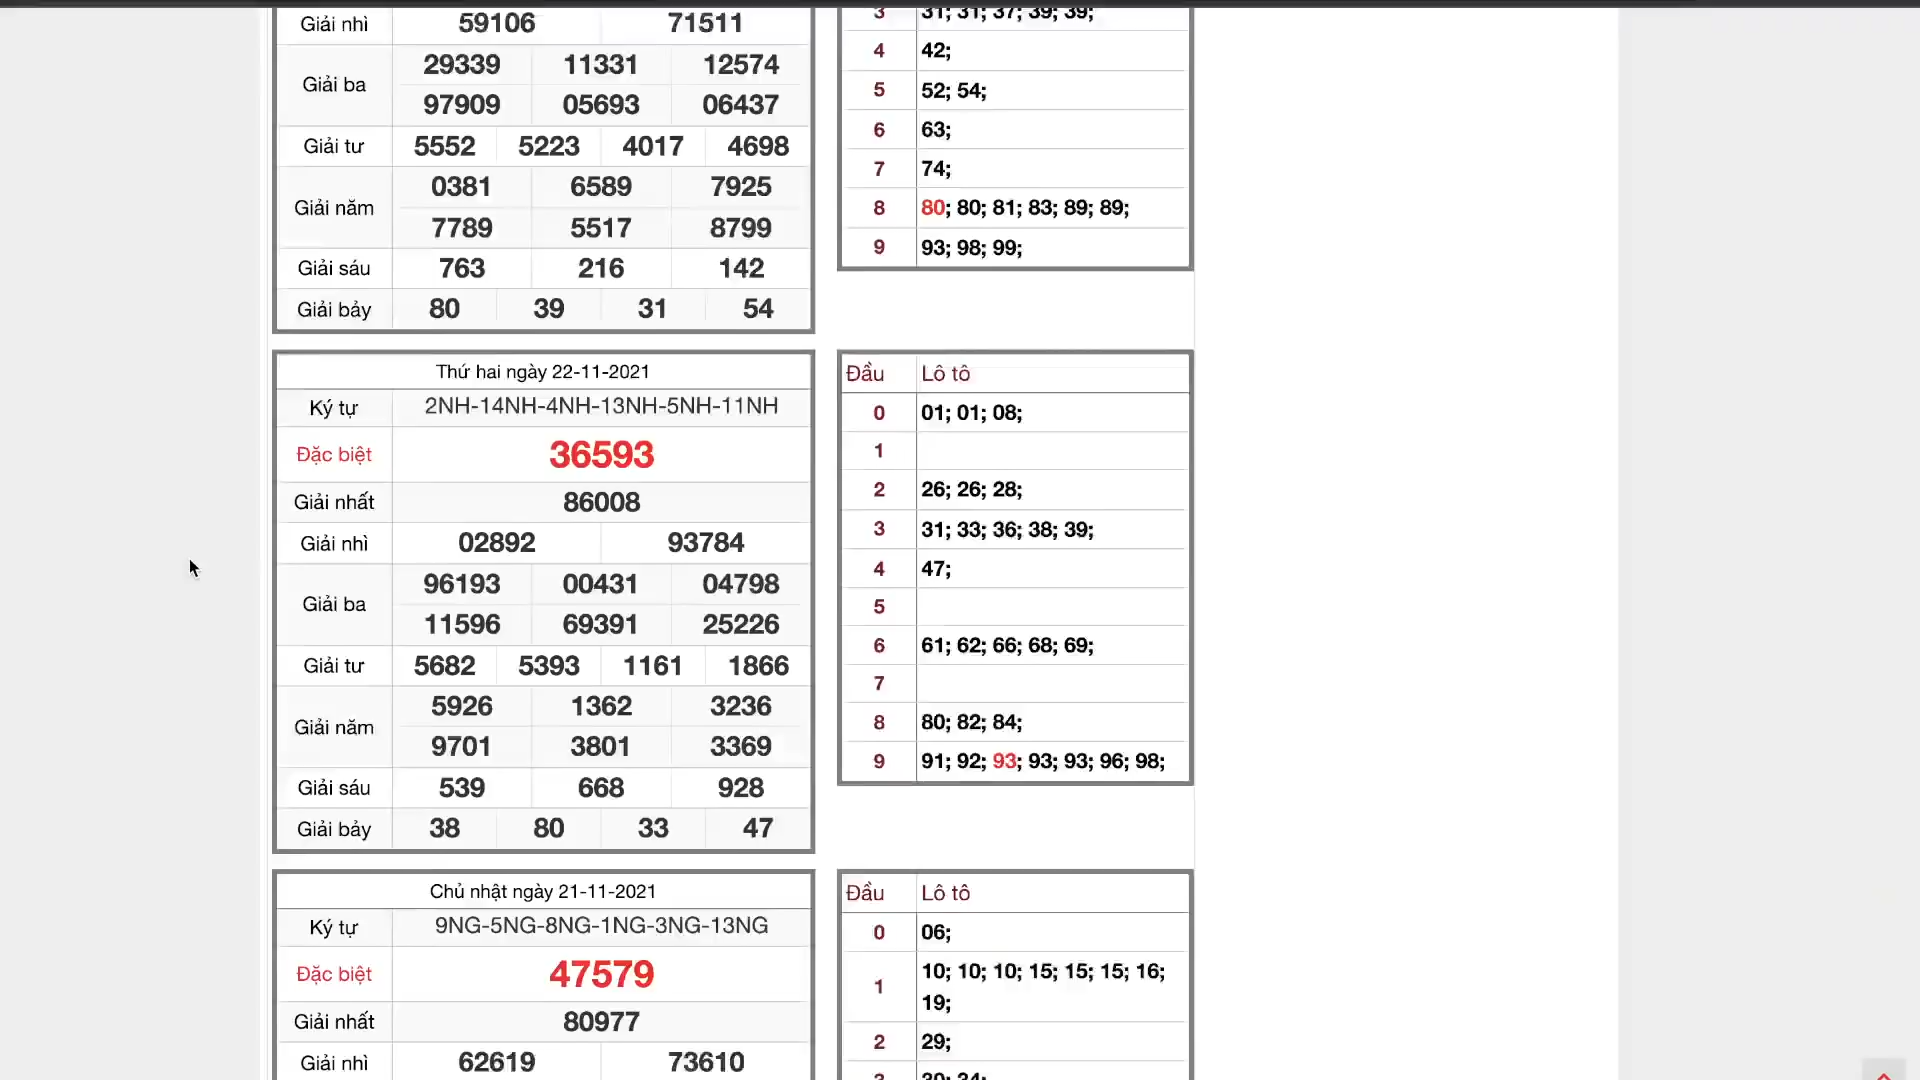 Giải nhì 59106 71511
Giải ba 29339 11331 12574
97909 05693 06437
Giải tư 5552 5223 4017 4698
Giải năm 0381 6589 7925
7789 5517 8799
Giải sáu 763 216 142
Giải bảy 80 39 31 54
3 31; 31; 37; 39; 39;
4 42;
5 52; 54;
6 63;
7 74;
8 80; 80; 81; 83; 89; 89;
9 93; 98; 99;
Thứ hai ngày 22-11-2021
Ký tự 2NH-14NH-4NH-13NH-5NH-11NH
Đặc biệt 36593
Giải nhất 86008
Giải nhì 02892 93784
Giải ba 96193 00431 04798
11596 69391 25226
Giải tư 5682 5393 1161 1866
Giải năm 5926 1362 3236
9701 3801 3369
Giải sáu 539 668 928
Giải bảy 38 80 33 47
Đầu Lô tô
0 01; 01; 08;
1
2 26; 26; 28;
3 31; 33; 36; 38; 39;
4 47;
5
6 61; 62; 66; 68; 69;
7
8 80; 82; 84;
9 91; 92; 93; 93; 93; 96; 98;
Chủ nhật ngày 21-11-2021
Ký tự 9NG-5NG-8NG-1NG-3NG-13NG
Đặc biệt 47579
Giải nhất 80977
Giải nhì 62619 73610
Đầu Lô tô
0 06;
1 10; 10; 10; 15; 15; 15; 16;
19;
2 29;
3 30; 34;